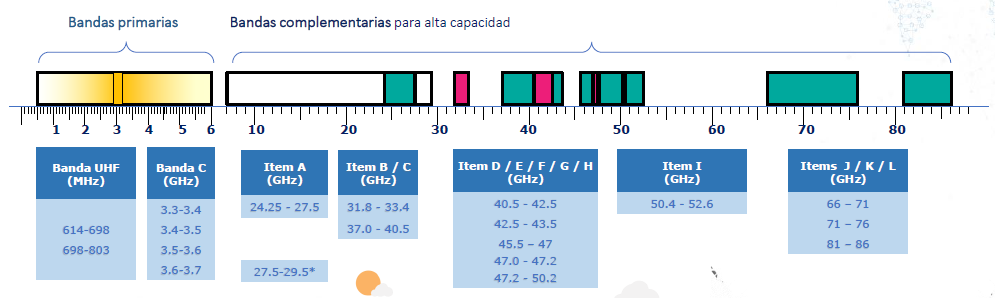 Bandas primarias
Bandas complementarias para alta capacidad
1 2 3 4 5 6 10 20 30 40 50 60 70 80
Banda UHF
(MHz)
614-698
698-803
Banda C
(GHz)
3.3-3.4
3.4-3.5
3.5-3.6
3.6-3.7
Item A
(GHz)
24.25 - 27.5
27.5-29.5*
Item B / C
(GHz)
31.8 - 33.4
37.0 - 40.5
Item D / E / F / G / H
(GHz)
40.5 - 42.5
42.5 - 43.5
45.5 – 47
47.0 - 47.2
47.2 - 50.2
Item I
(GHz)
50.4 - 52.6
Items J / K / L
(GHz)
66 – 71
71 – 76
81 – 86